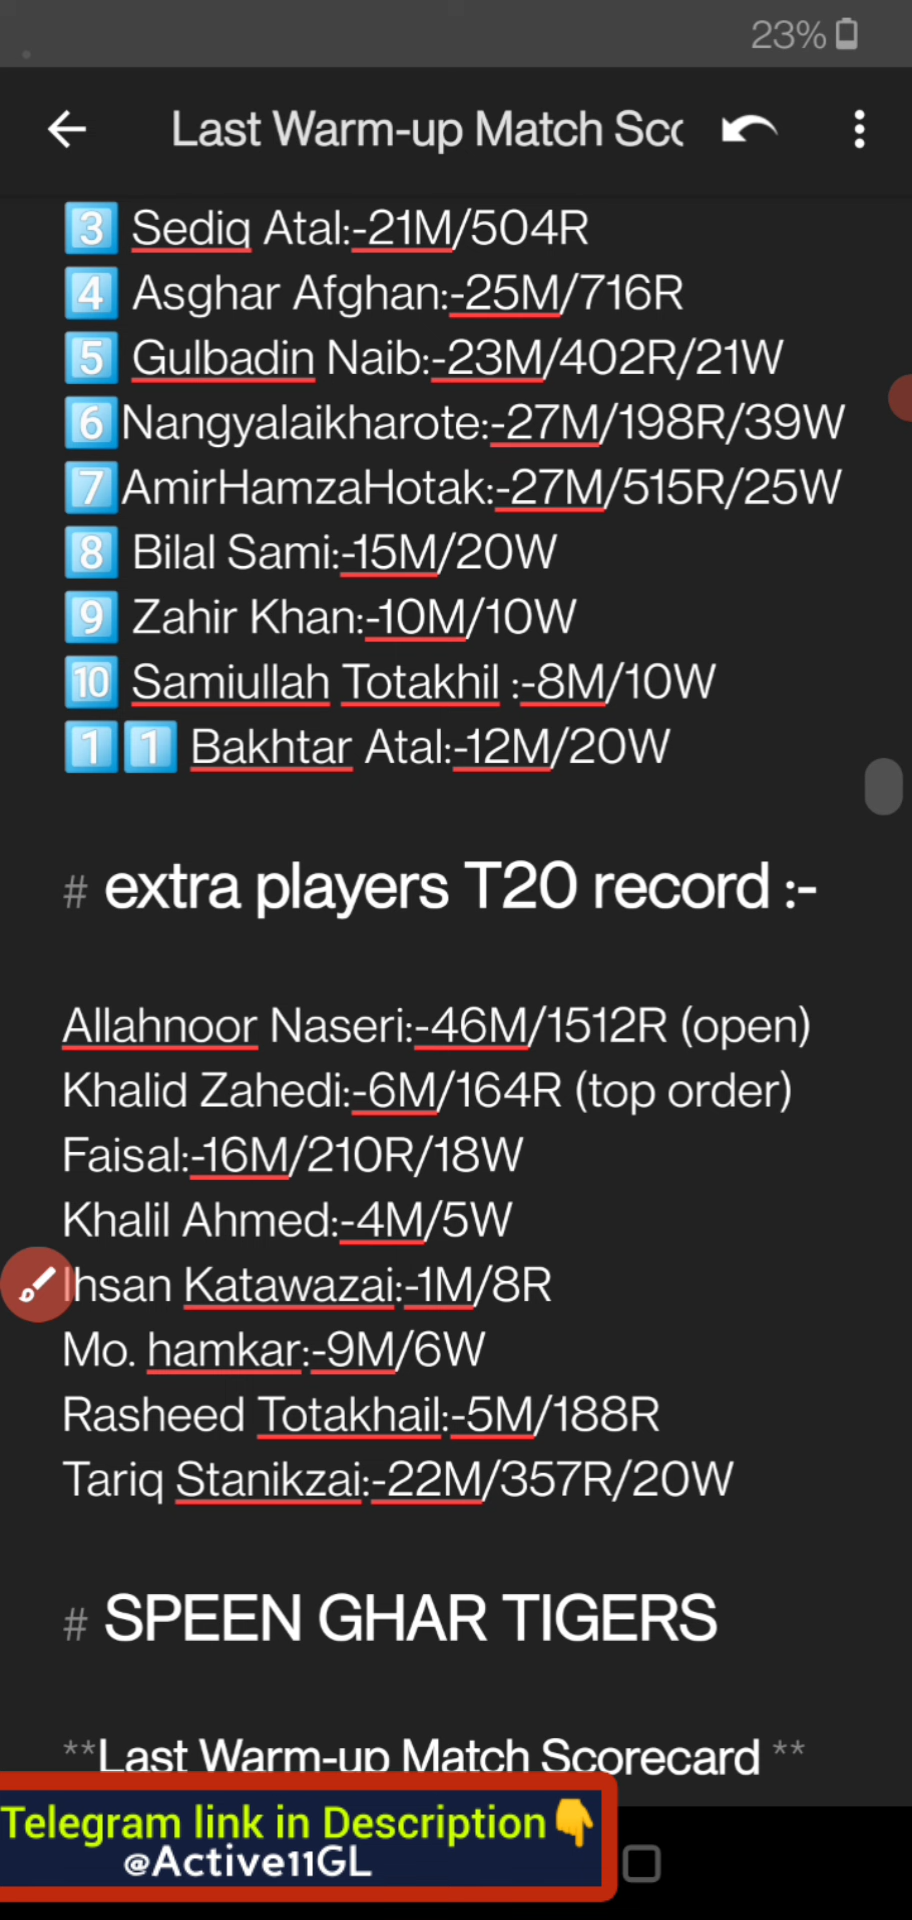 23%
Last Warm-up Match Scc
3 Sediq Atal:-21M/504R
4 Asghar Afghan:-25M/716R
5 Gulbadin Naib:-23M/402R/21W
6 Nangyalaikharote:-27M/198R/39W
7 AmirHamzaHotak:-27M/515R/25W
8 Bilal Sami:-15M/20W
9 Zahir Khan:-10M/10W
10 Samiullah Totakhil :-8M/10W
1 1 Bakhtar Atal:-12M/20W
# extra players T20 record :-
Allahnoor Naseri:-46M/1512R (open)
Khalid Zahedi:-6M/164R (top order)
Faisal:-16M/210R/18W
Khalil Ahmed:-4M/5W
Ihsan Katawazai:-1M/8R
Mo. hamkar:-9M/6W
Rasheed Totakhail:-5M/188R
Tariq Stanikzai:-22M/357R/20W
# SPEEN GHAR TIGERS
**Last Warm-up Match Scorecard **
Telegram link in Description👇
@Active11GL